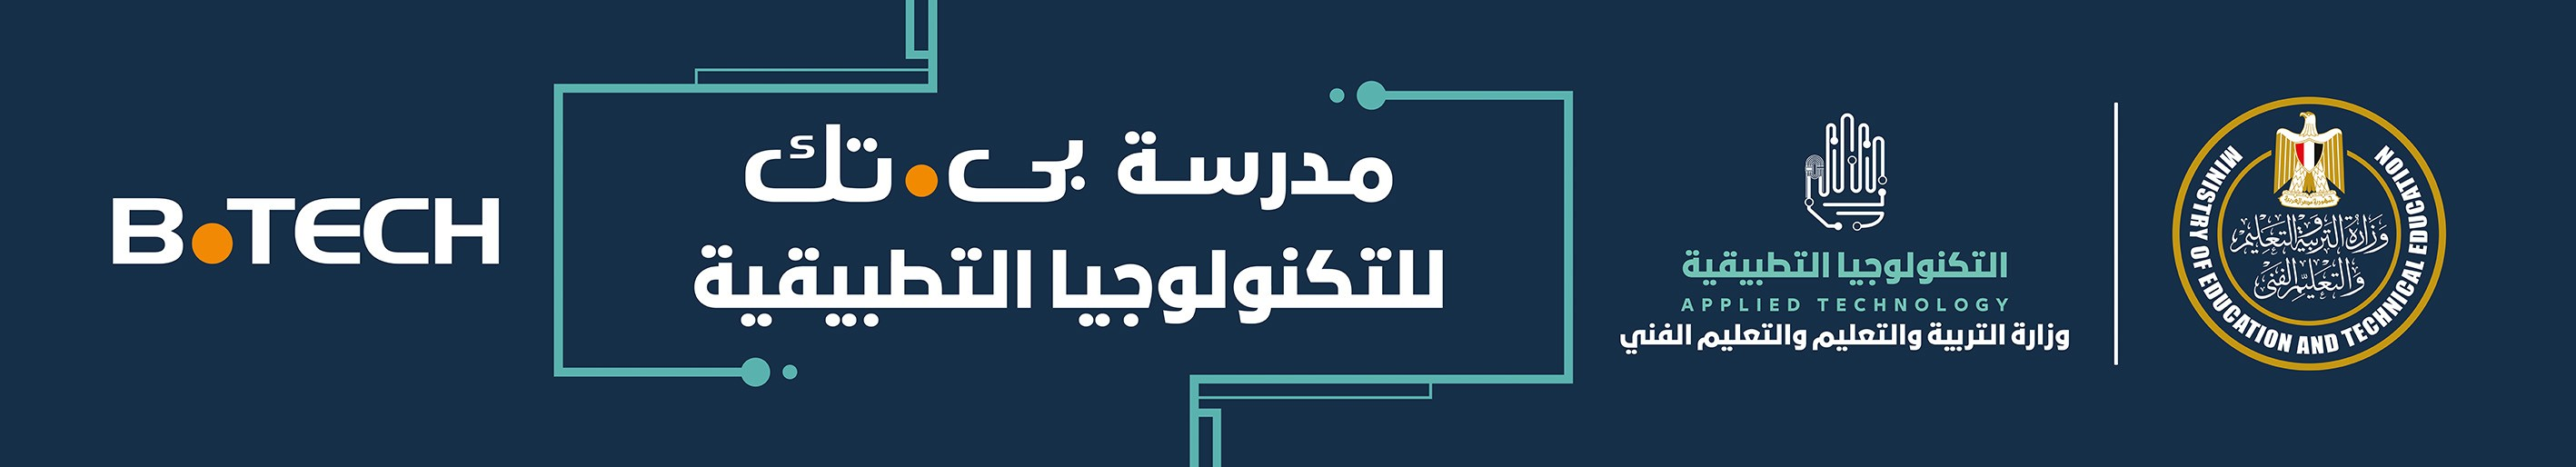 B.TECH
مدرسة بى.تك
للتكنولوجيا التطبيقية
التكنولوجيا التطبيقية
APPLIED TECHNOLOGY
وزارة التربية والتعليم والتعليم الفني
وزارة التربية والتعليم
والتعليم الفنى
MINISTRY OF EDUCATION AND TECHNICAL EDUCATION